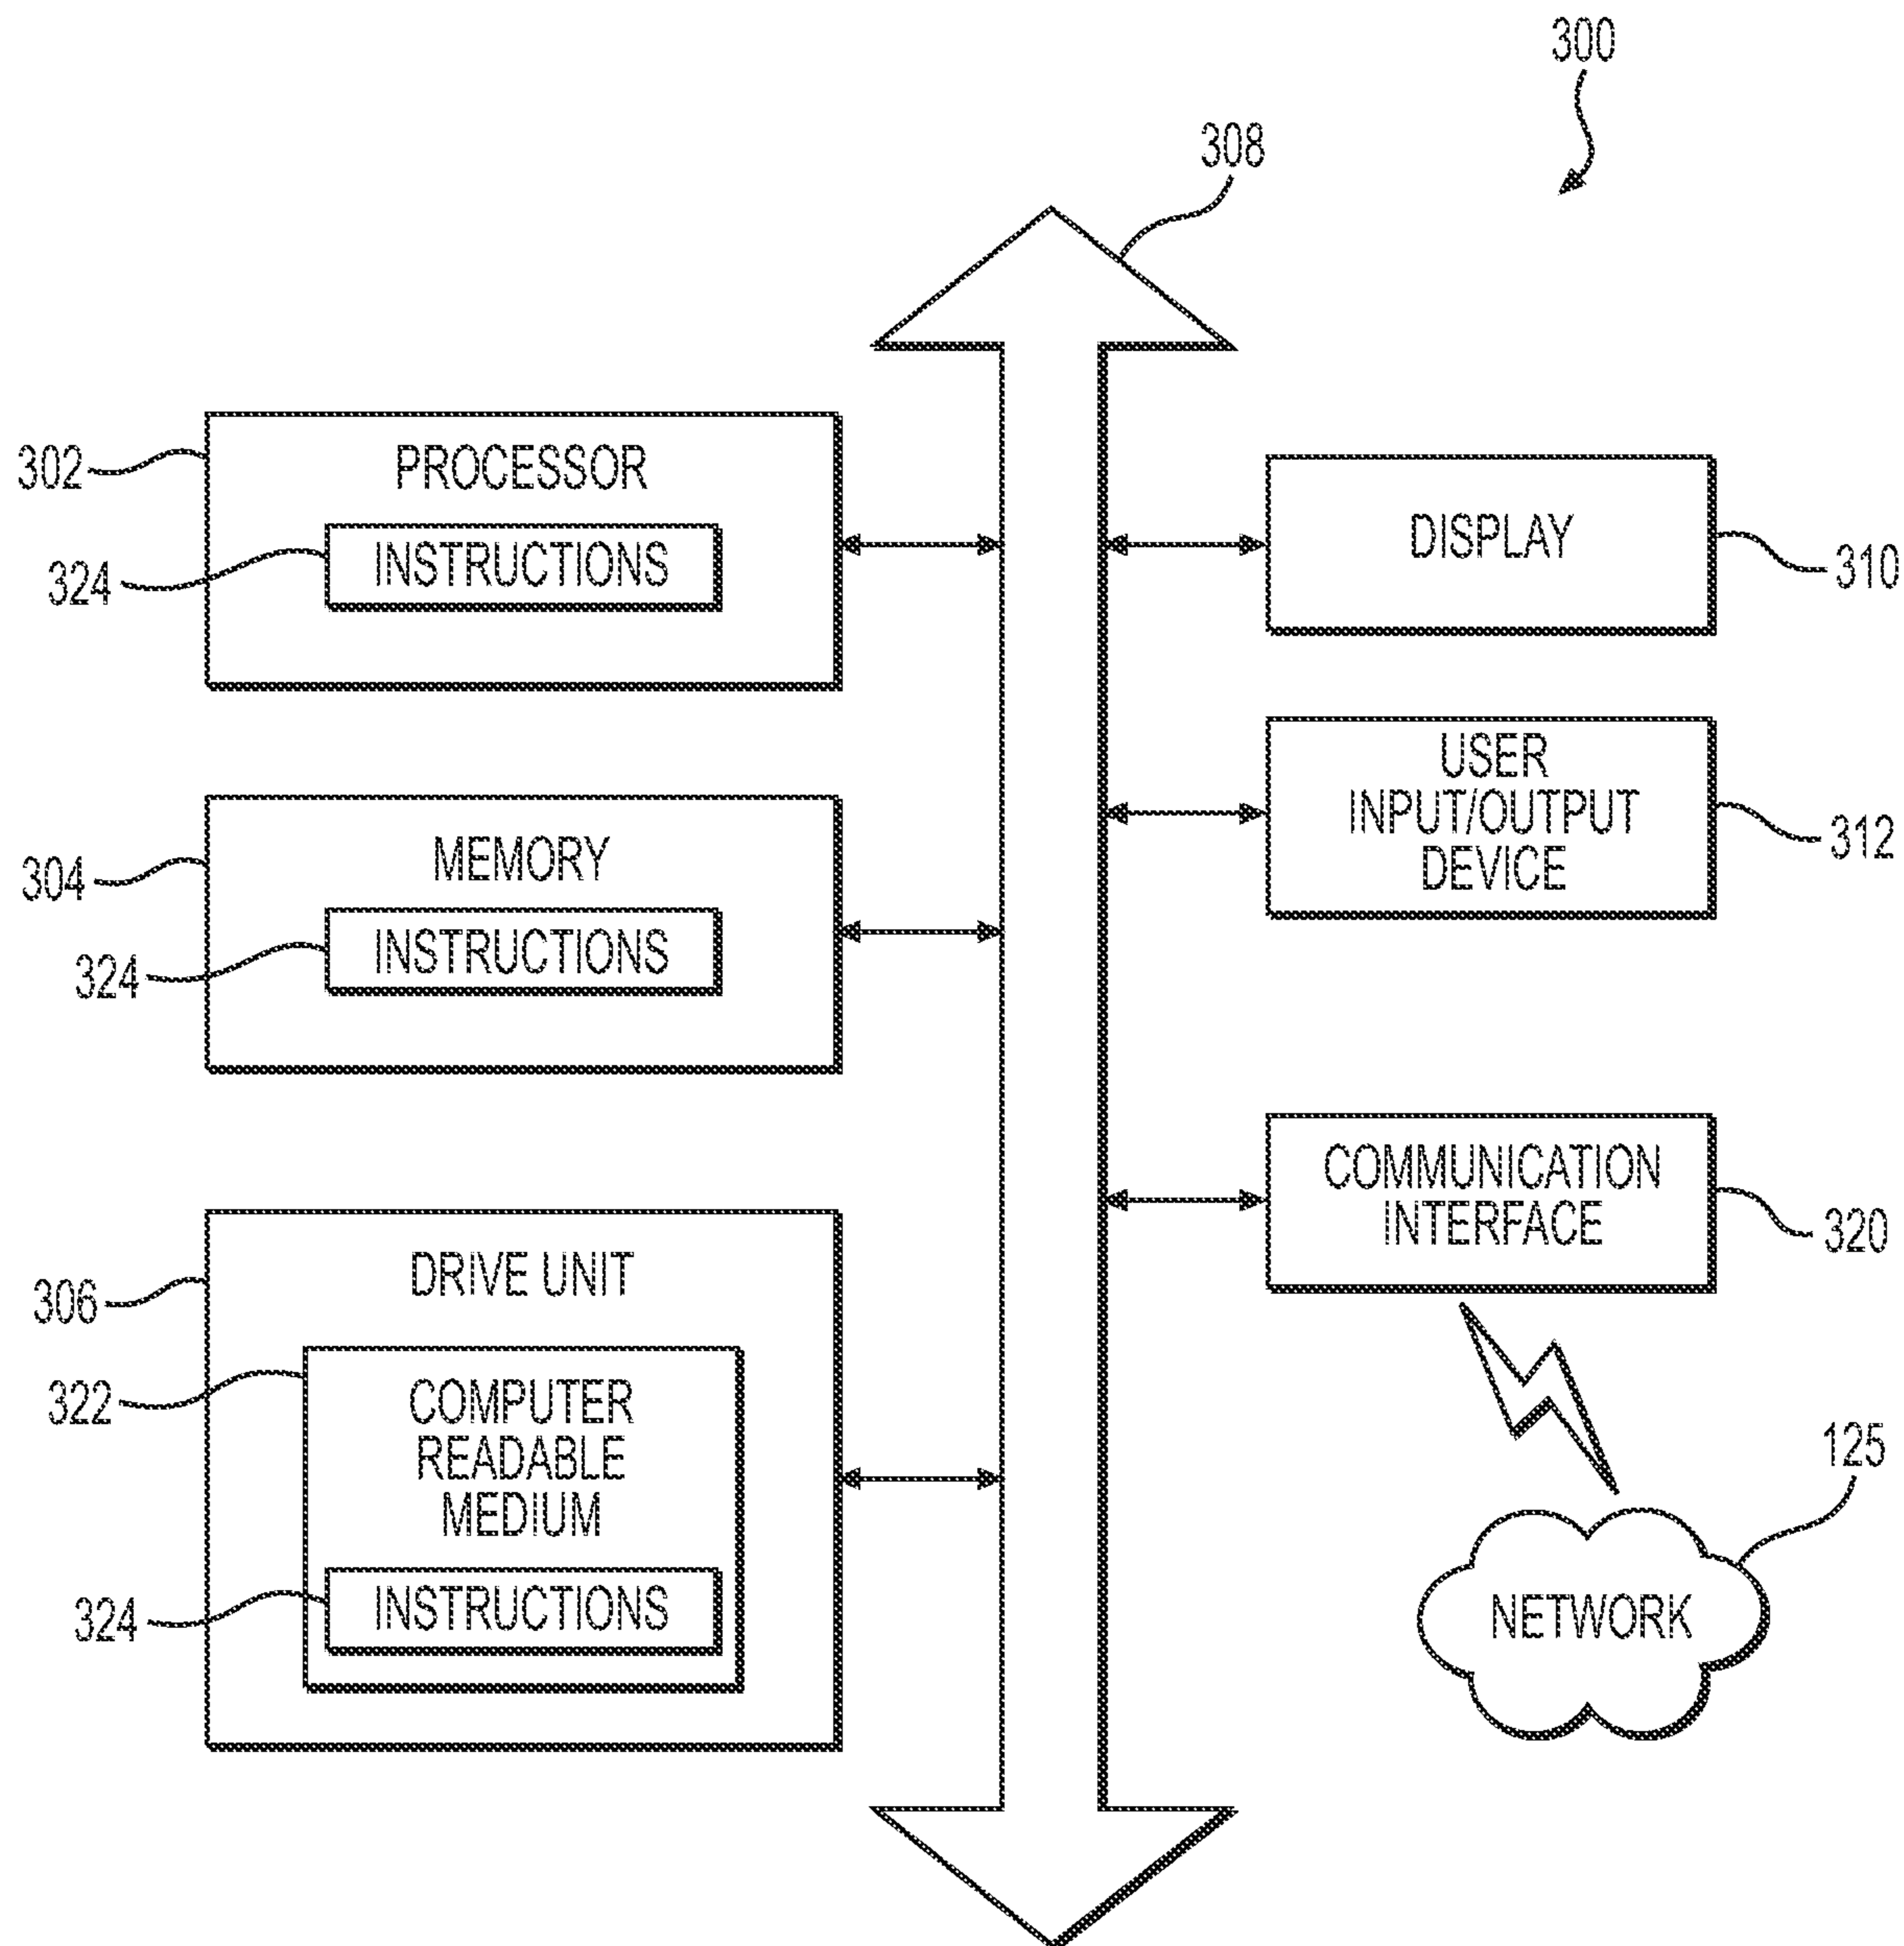 300
308
302
PROCESSOR
324
INSTRUCTIONS
304
MEMORY
324
INSTRUCTIONS
306
DRIVE UNIT
322
COMPUTER
READABLE
MEDIUM
324
INSTRUCTIONS
DISPLAY
310
USER
INPUT/OUTPUT
DEVICE
312
COMMUNICATION
INTERFACE
320
125
NETWORK